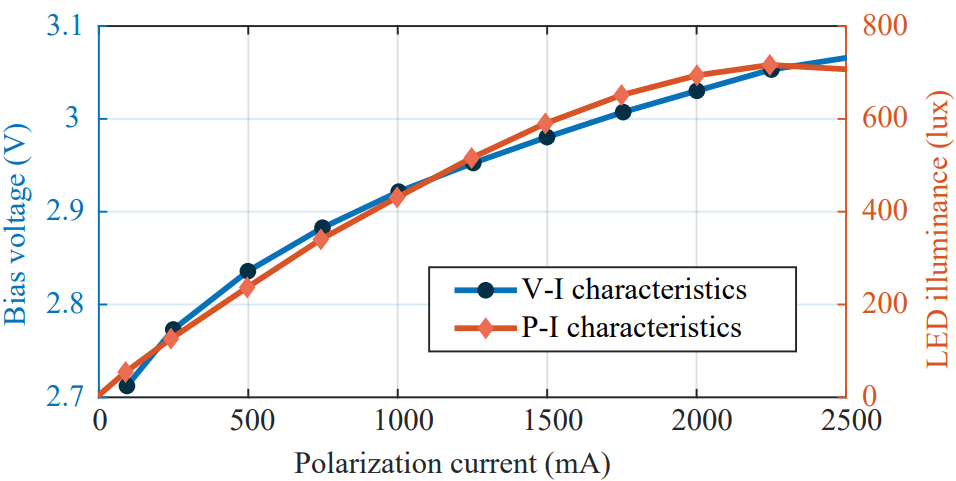 3.1
3
2.9
2.8
2.7
Bias voltage (V)
800
600
400
200
0
LED illuminance (lux)
V-I characteristics
P-I characteristics
0 500 1000 1500 2000 2500
Polarization current (mA)